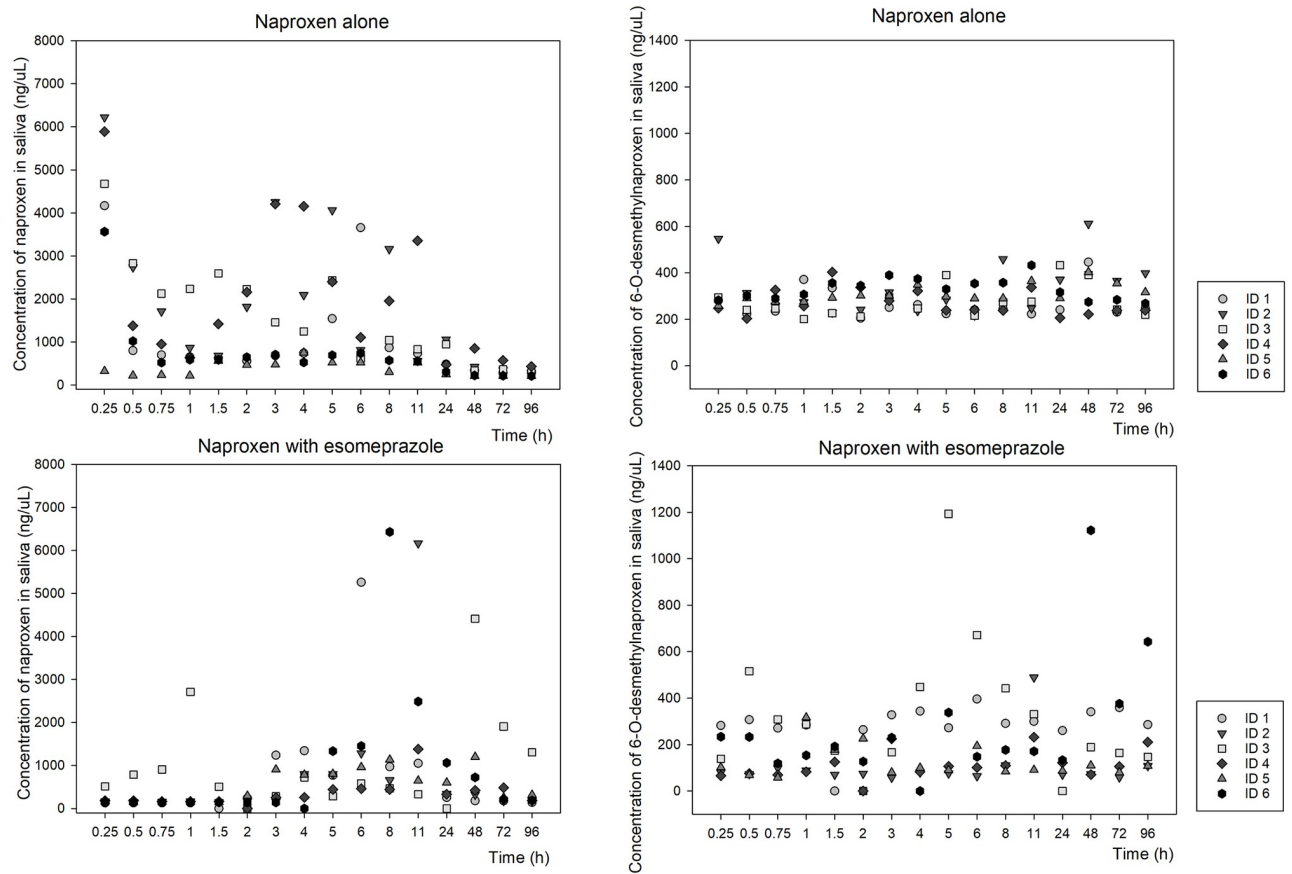 Naproxen alone
Concentration of naproxen in saliva (ng/uL)
8000
7000
6000
5000
4000
3000
2000
1000
0
0.25 0.5 0.75 1 1.5 2 3 4 5 6 8 11 24 48 72 96
Time (h)
Naproxen alone
Concentration of 6-O-desmethylnaproxen in saliva (ng/uL)
1400
1200
1000
800
600
400
200
0
0.25 0.5 0.75 1 1.5 2 3 4 5 6 8 11 24 48 72 96
Time (h)
ID 1
ID 2
ID 3
ID 4
ID 5
ID 6
Naproxen with esomeprazole
Concentration of naproxen in saliva (ng/uL)
8000
7000
6000
5000
4000
3000
2000
1000
0
0.25 0.5 0.75 1 1.5 2 3 4 5 6 8 11 24 48 72 96
Time (h)
Naproxen with esomeprazole
Concentration of 6-O-desmethylnaproxen in saliva (ng/uL)
1400
1200
1000
800
600
400
200
0
0.25 0.5 0.75 1 1.5 2 3 4 5 6 8 11 24 48 72 96
Time (h)
ID 1
ID 2
ID 3
ID 4
ID 5
ID 6